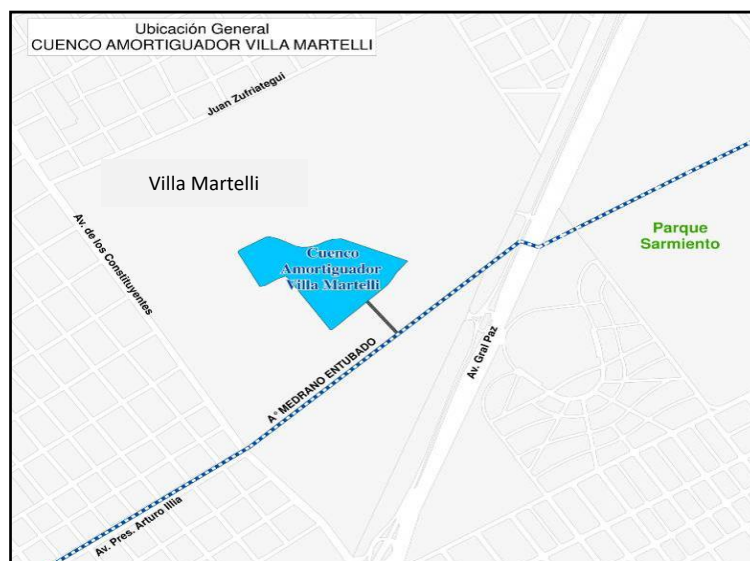 Ubicación General
CUENCO AMORTIGUADOR VILLA MARTELLI
Juan Zufriategui
Villa Martelli
Av. de los Constituyentes
Parque
Sarmiento
Cuenco
Amortiguador
Villa Martelli
Av. Gral Paz
A° MEDRANO ENTUBADO
Av. Pres. Arturo Illia